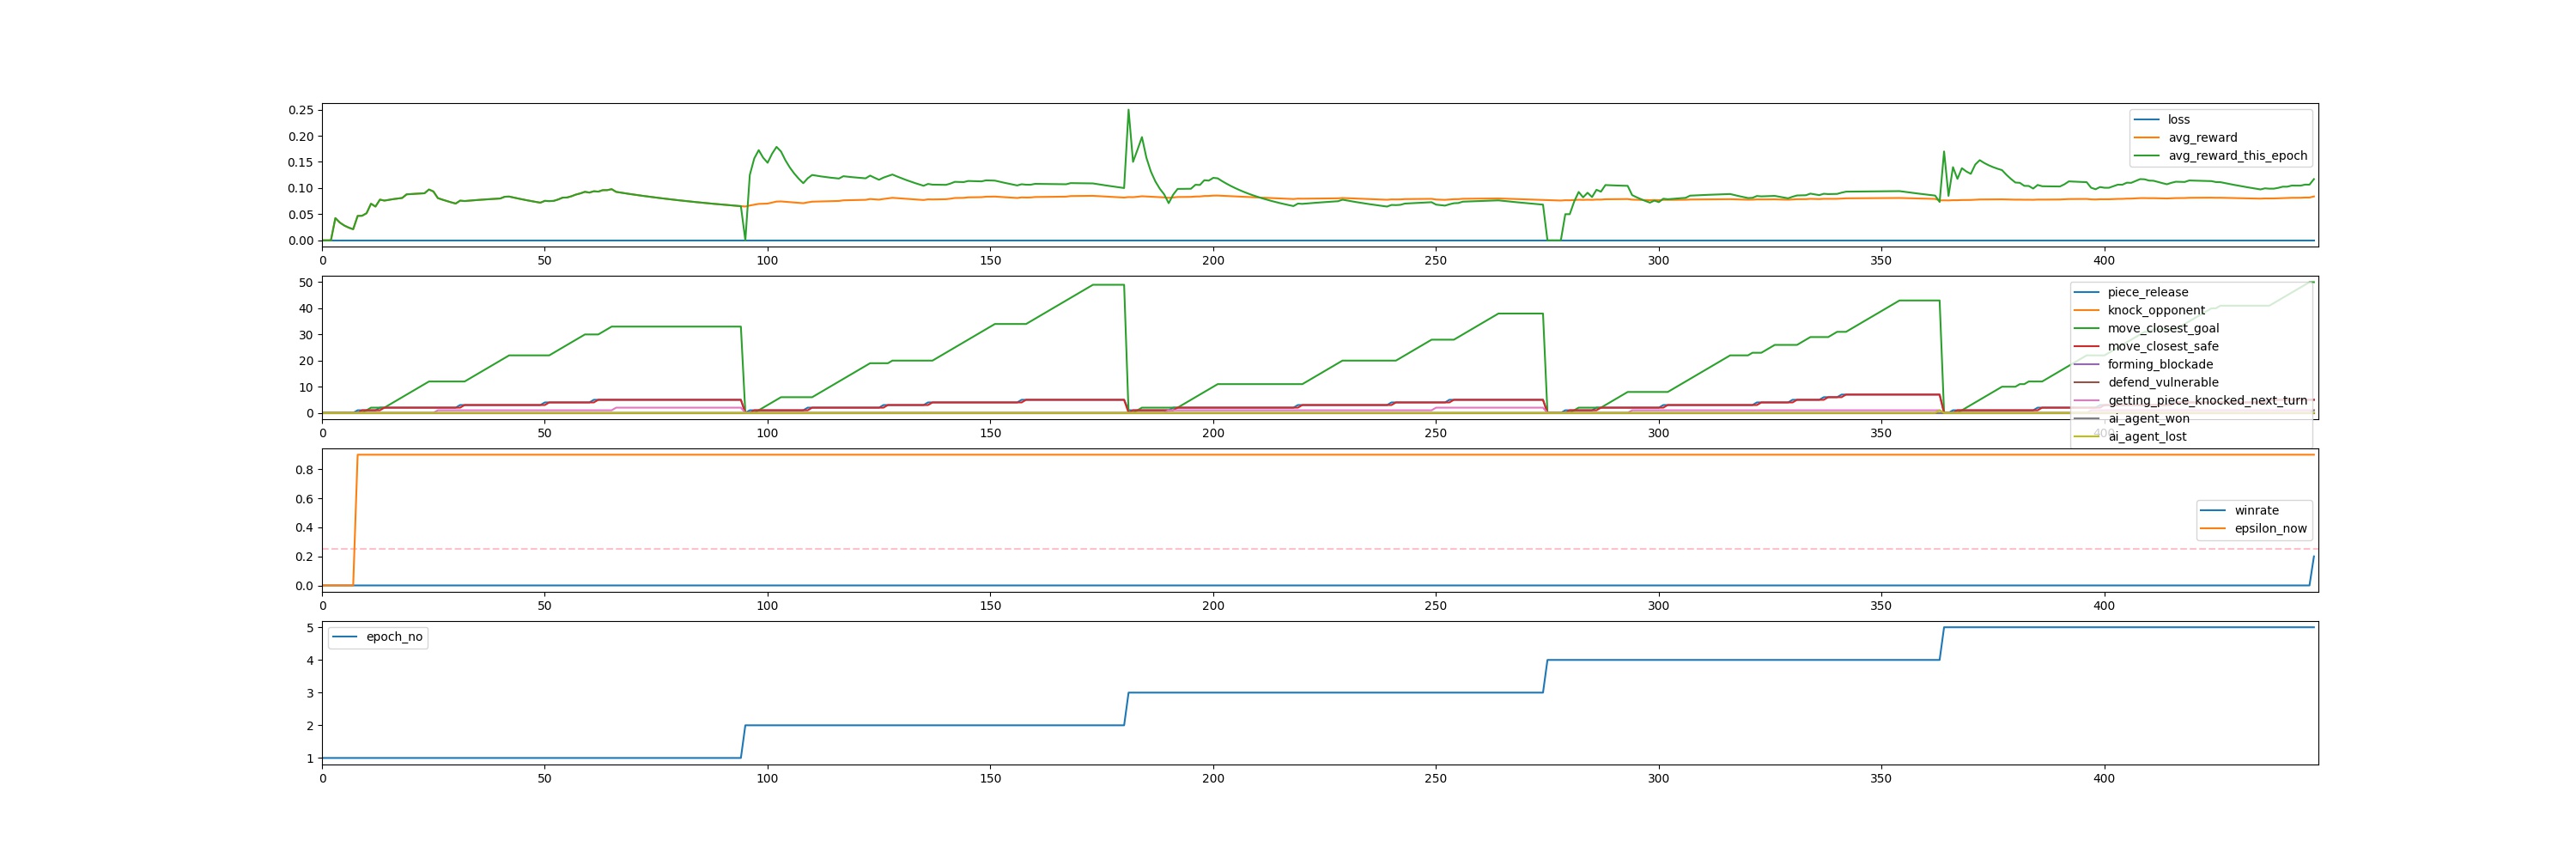 0.25
0.20
0.15
0.10
0.05
0.00
loss
avg_reward
avg_reward_this_epoch
0 50 100 150 200 250 300 350 400
50
40
30
20
10
0
piece_release
knock_opponent
move_closest_goal
move_closest_safe
forming_blockade
defend_vulnerable
getting_piece_knocked_next_turn
ai_agent_won
ai_agent_lost
0 50 100 150 200 250 300 350 400
0.8
0.6
0.4
0.2
0.0
winrate
epsilon_now
0 50 100 150 200 250 300 350 400
5
4
3
2
1
epoch_no
0 50 100 150 200 250 300 350 400